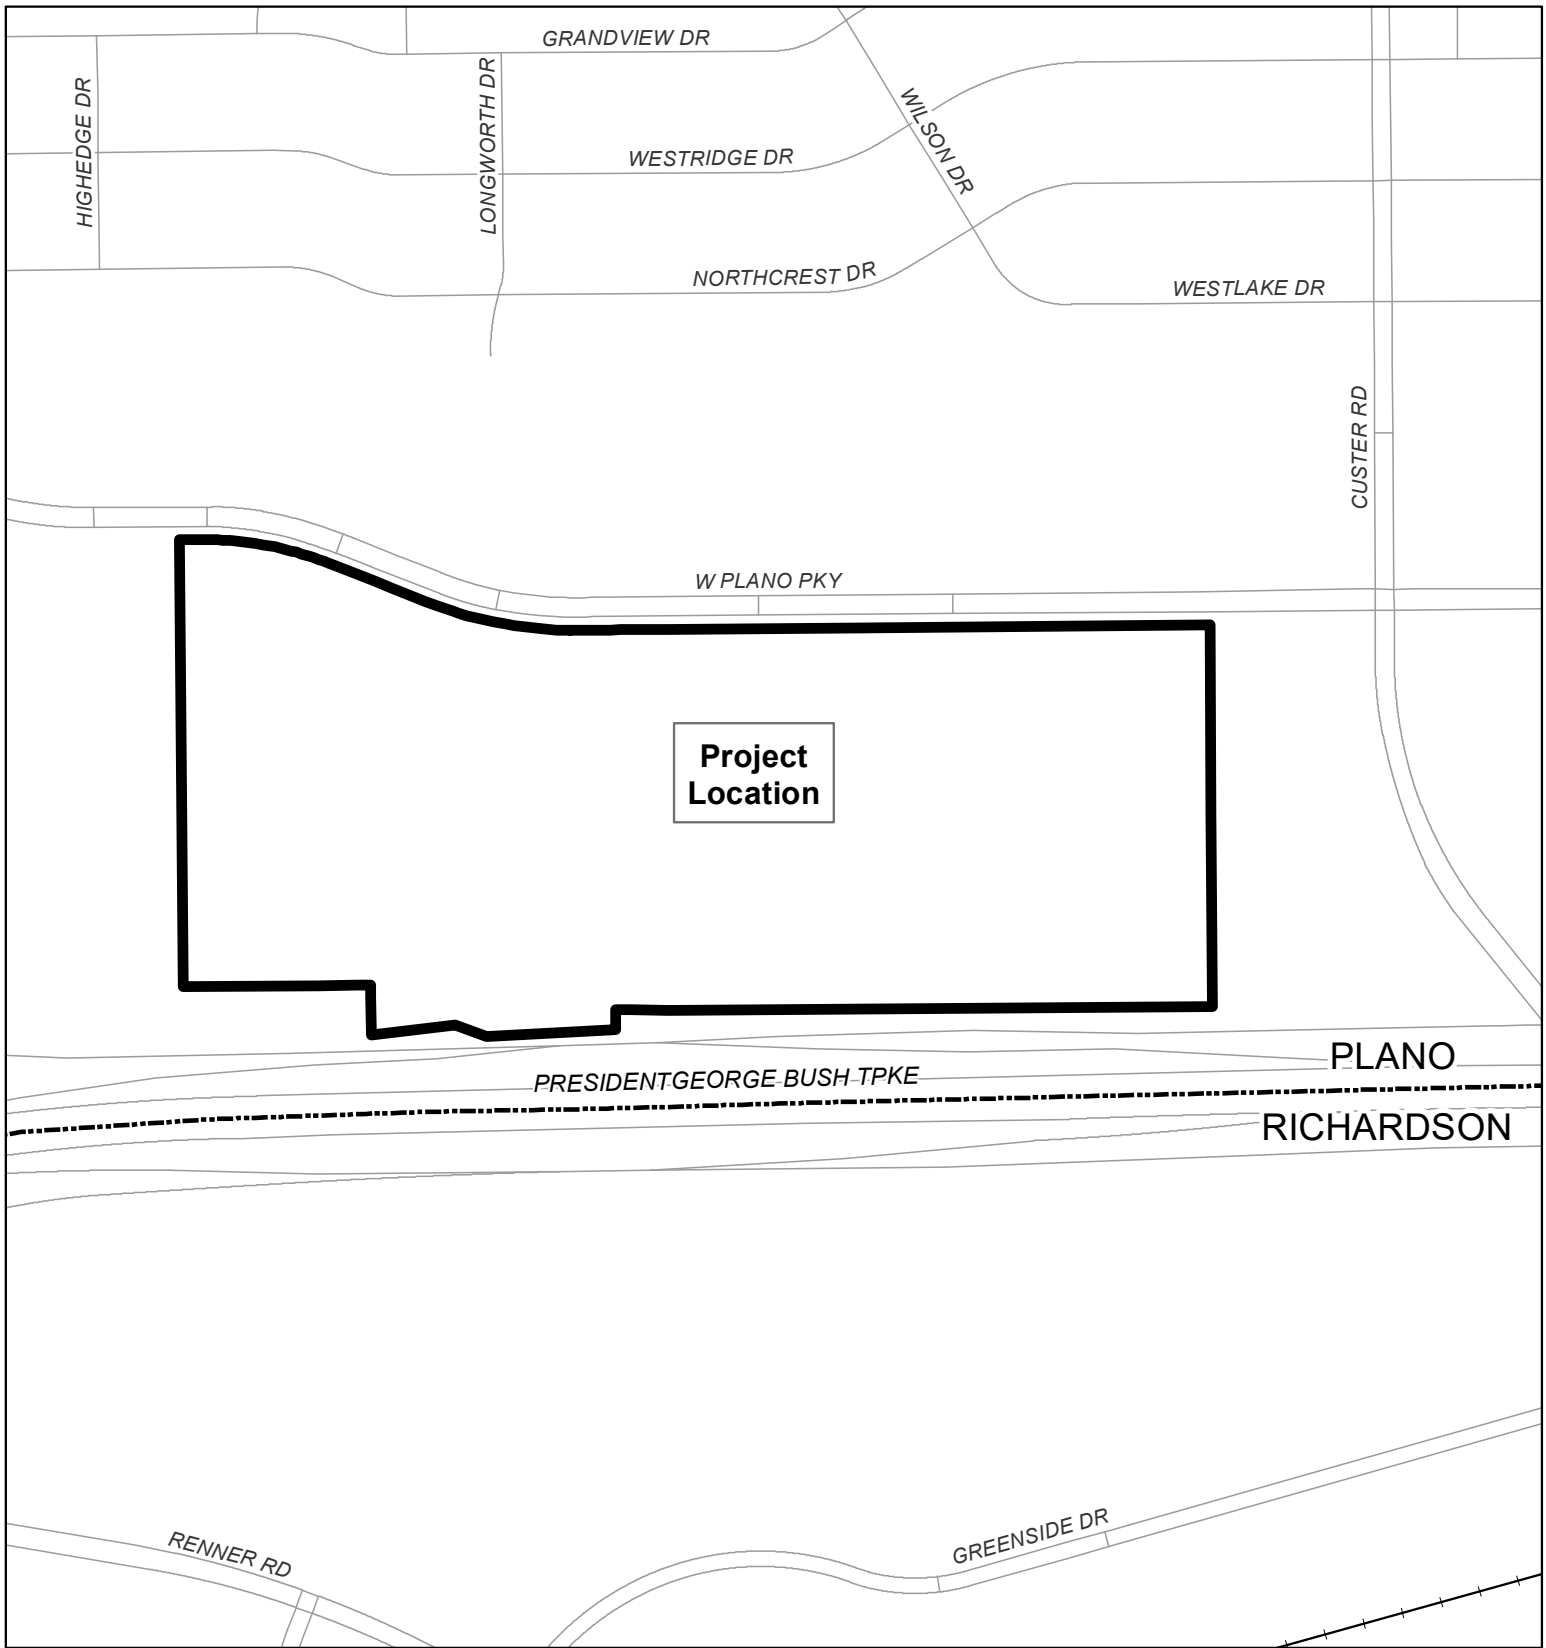 GRANDVIEW DR
HIGHEDGE DR
LONGWORTH DR
WILSON DR
WESTRIDGE DR
NORTHCREST DR
WESTLAKE DR
CUSTER RD
W PLANO PKY
Project
Location
PLANO
PRESIDENTGEORGE BUSH TPKE
RICHARDSON
GREENSIDE DR
RENNER RD